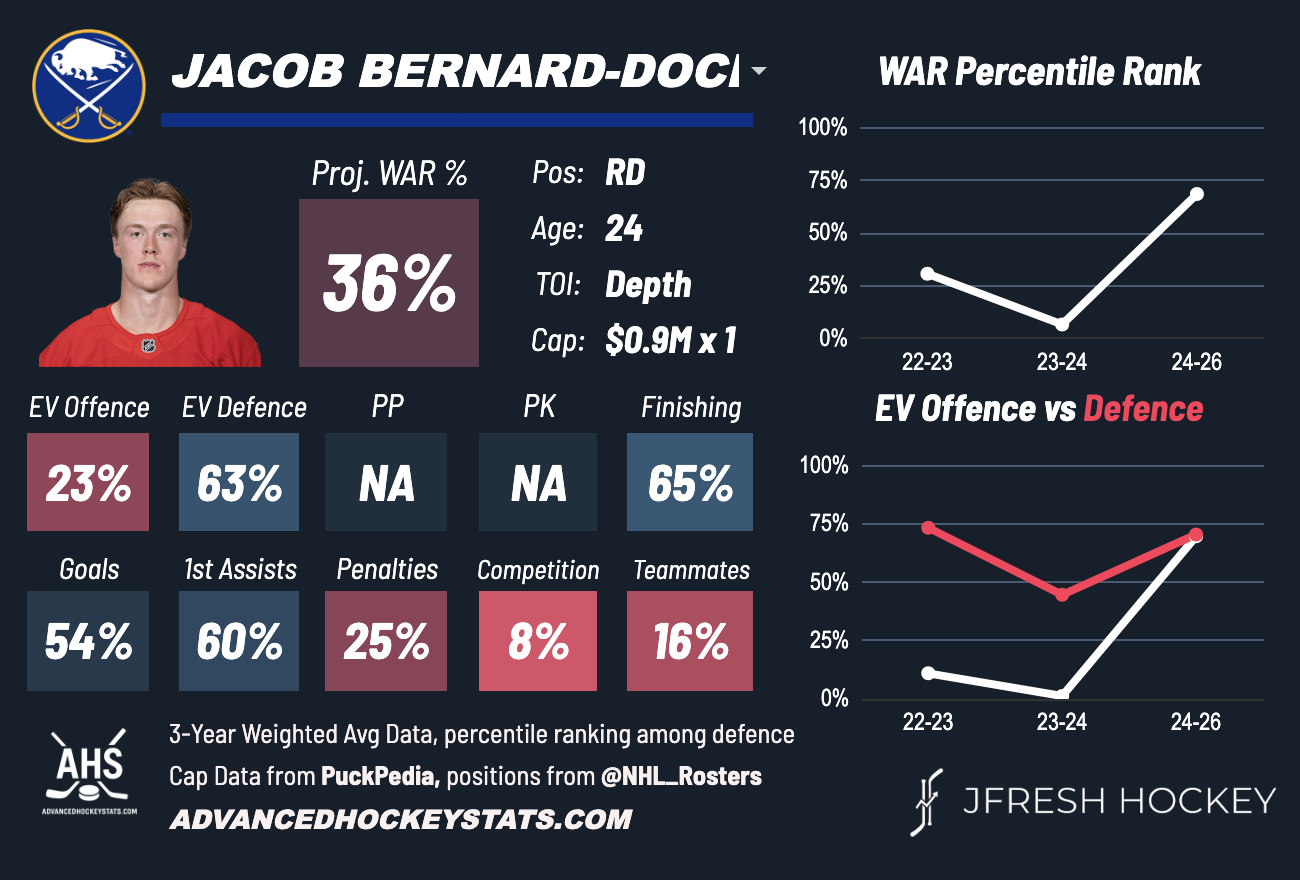 JACOB BERNARD-DOCI
WAR Percentile Rank
Proj. WAR %
36%
Pos: RD
Age: 24
TOI: Depth
Cap: $0.9M x 1
100%
75%
50%
25%
0%
22-23 23-24 24-26
EV Offence EV Defence PP PK Finishing
23% 63% NA NA 65%
Goals 1st Assists Penalties Competition Teammates
54% 60% 25% 8% 16%
EV Offence vs Defence
100%
75%
50%
25%
0%
22-23 23-24 24-26
AHS
ADVANCEDHOCKEYSTATS.COM
3-Year Weighted Avg Data, percentile ranking among defence
Cap Data from PuckPedia, positions from @NHL_Rosters
ADVANCEDHOCKEYSTATS.COM
JFRESH HOCKEY